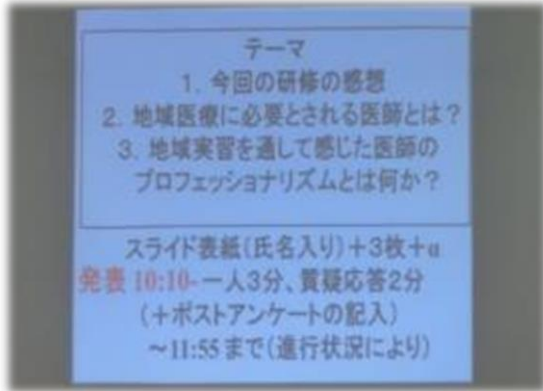 テーマ
1. 今回の研修の感想
2. 地域医療に必要とされる医師とは？
3. 地域実習を通して感じた医師の
プロフェッショナリズムとは何か？
スライド表紙(氏名入り)+3枚+α
発表 10:10-一人3分、質疑応答2分
(+ポストアンケートの記入)
～11:55まで(進行状況により)